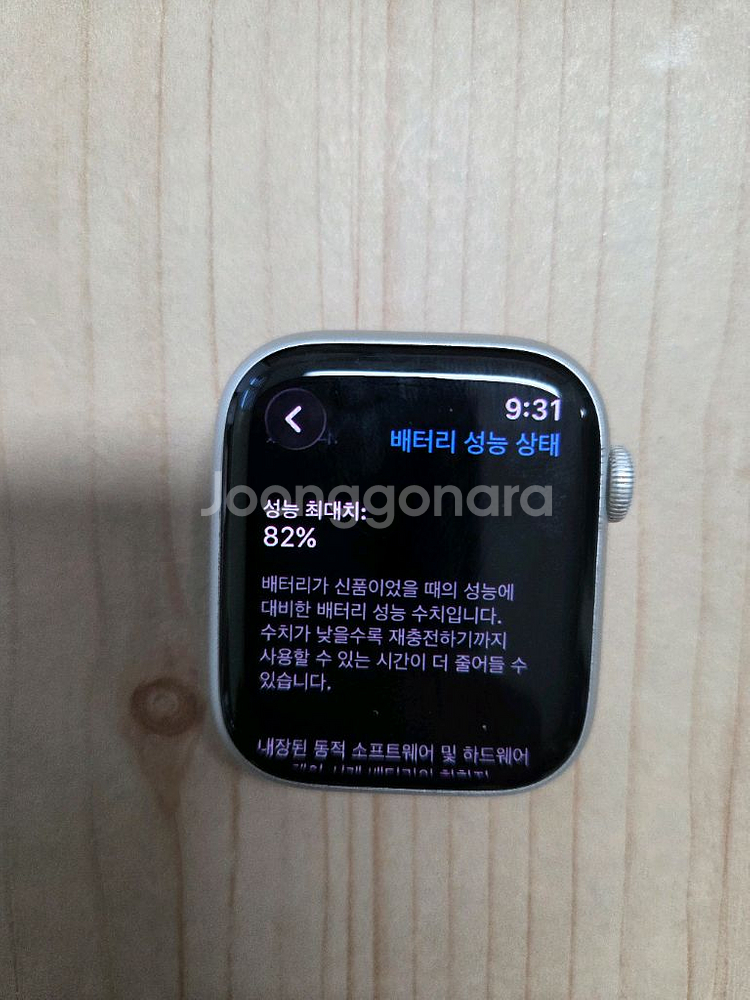 9:31
배터리 성능 상태
Joonggonara
성능 최대치:
82%
배터리가 신품이었을 때의 성능에
대비한 배터리 성능 수치입니다.
수치가 낮을수록 재충전하기까지
사용할 수 있는 시간이 더 줄어들 수
있습니다.
내장된 동적 소프트웨어 및 하드웨어